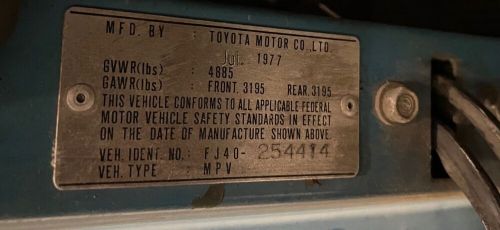 MFD. BY : TOYOTA MOTOR CO.,LTD.
Jul. 1977
GVWR(lbs) : 4885
GAWR(lbs) : FRONT. 3195 REAR. 3195
THIS VEHICLE CONFORMS TO ALL APPLICABLE FEDERAL
MOTOR VEHICLE SAFETY STANDARDS IN EFFECT
ON THE DATE OF MANUFACTURE SHOWN ABOVE.
VEH. IDENT. NO. : FJ40-254414
VEH. TYPE : MPV